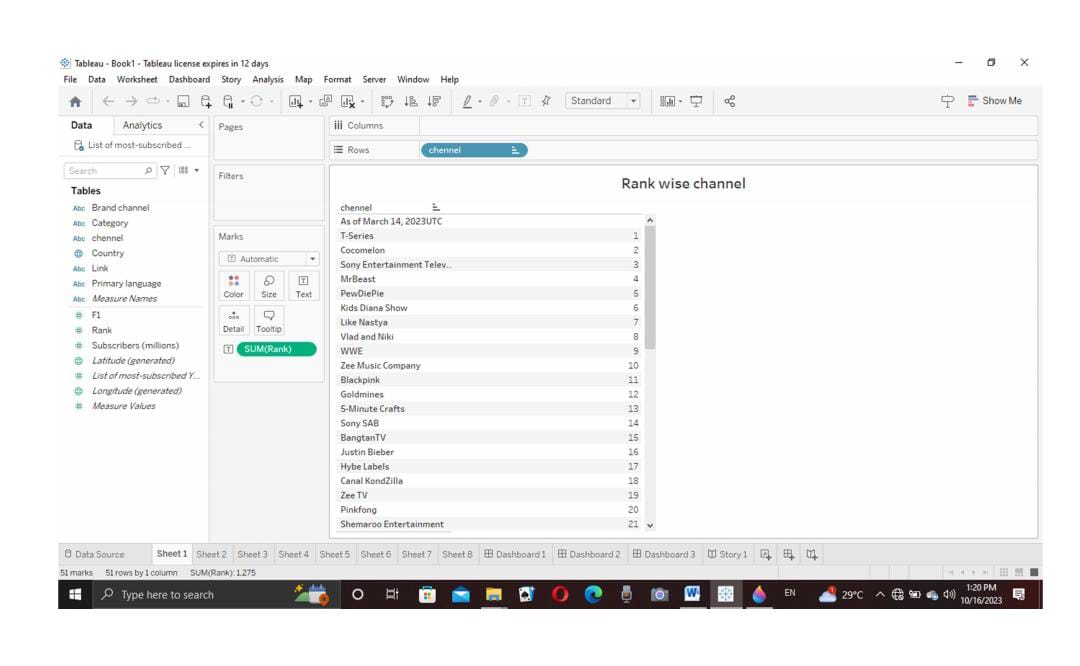 Tableau - Book1 - Tableau license expires in 12 days
File Data Worksheet Dashboard Story Analysis Map Format Server Window Help
Standard
Show Me
Data Analytics
Pages
Columns
List of most-subscribed ...
Rows
chennel
Search
Filters
Rank wise channel
Tables
Abc Brand channel
Abc Category
Abc chennel
Country
Abc Link
Abc Primary language
Abc Measure Names
F1
Rank
Subscribers (millions)
Latitude (generated)
List of most-subscribed Y...
Longitude (generated)
Measure Values
Marks
Automatic
Color Size Text
Detail Tooltip
SUM(Rank)
chennel
As of March 14, 2023UTC
T-Series 1
Cocomelon 2
Sony Entertainment Telev.. 3
MrBeast 4
PewDiePie 5
Kids Diana Show 6
Like Nastya 7
Vlad and Niki 8
WWE 9
Zee Music Company 10
Blackpink 11
Goldmines 12
5-Minute Crafts 13
Sony SAB 14
BangtanTV 15
Justin Bieber 16
Hybe Labels 17
Canal KondZilla 18
Zee TV 19
Pinkfong 20
Shemaroo Entertainment 21
Data Source Sheet 1 Sheet 2 Sheet 3 Sheet 4 Sheet 5 Sheet 6 Sheet 7 Sheet 8 Dashboard 1 Dashboard 2 Dashboard 3 Story 1
51 marks 51 rows by 1 column SUM(Rank): 1,275
Type here to search
EN
29°C
1:20 PM
10/16/2023